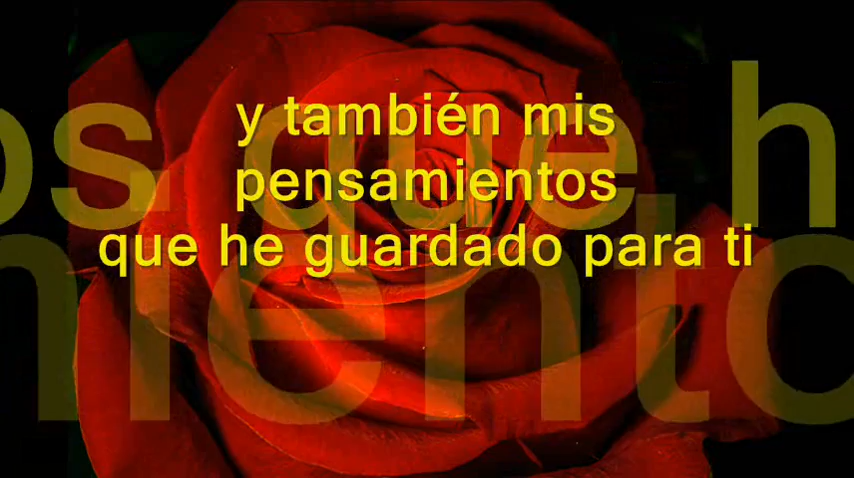 y también mis
pensamientos
que he guardado para ti